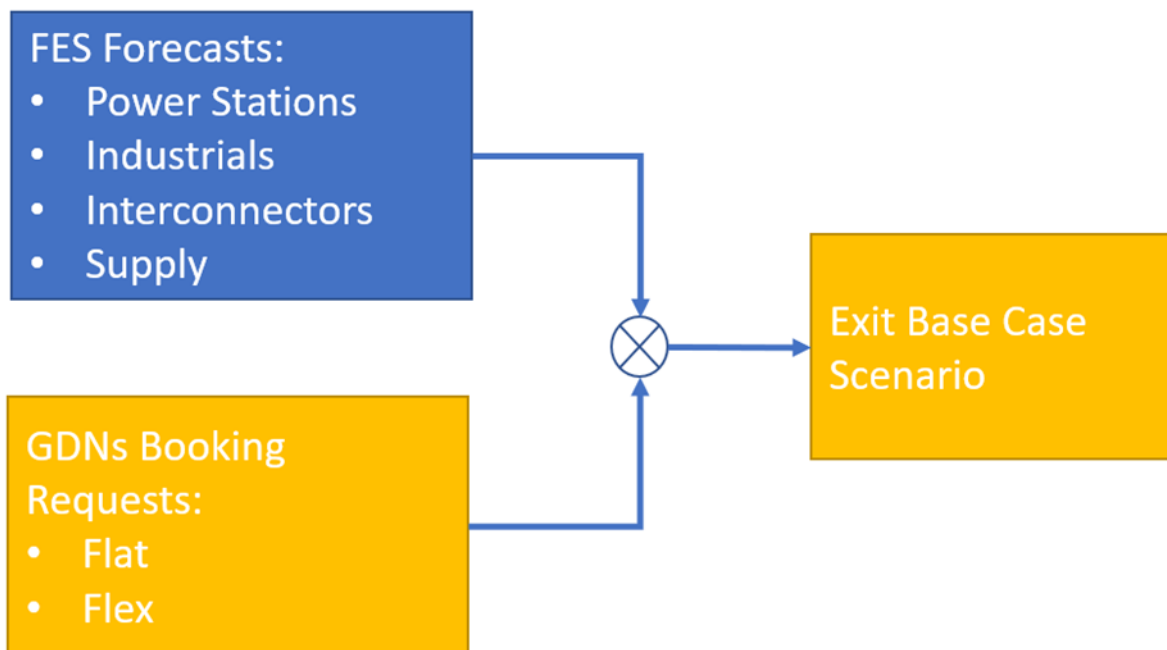 FES Forecasts:
• Power Stations
• Industrials
• Interconnectors
• Supply
GDNs Booking
Requests:
• Flat
• Flex
Exit Base Case
Scenario